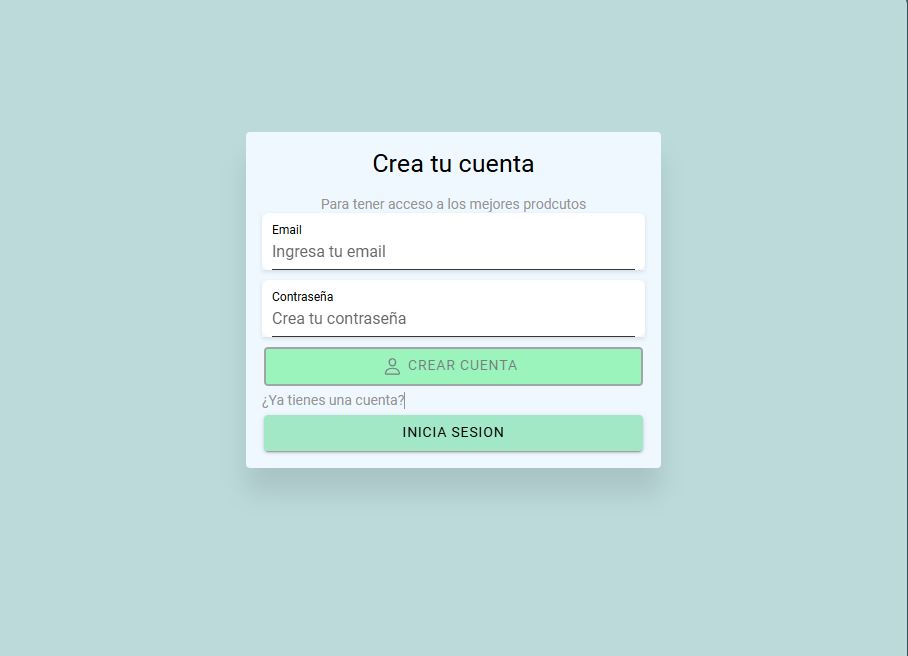 Crea tu cuenta
Para tener acceso a los mejores prodcutos
Email
Ingresa tu email
Contraseña
Crea tu contraseña
CREAR CUENTA
¿Ya tienes una cuenta?
INICIA SESION